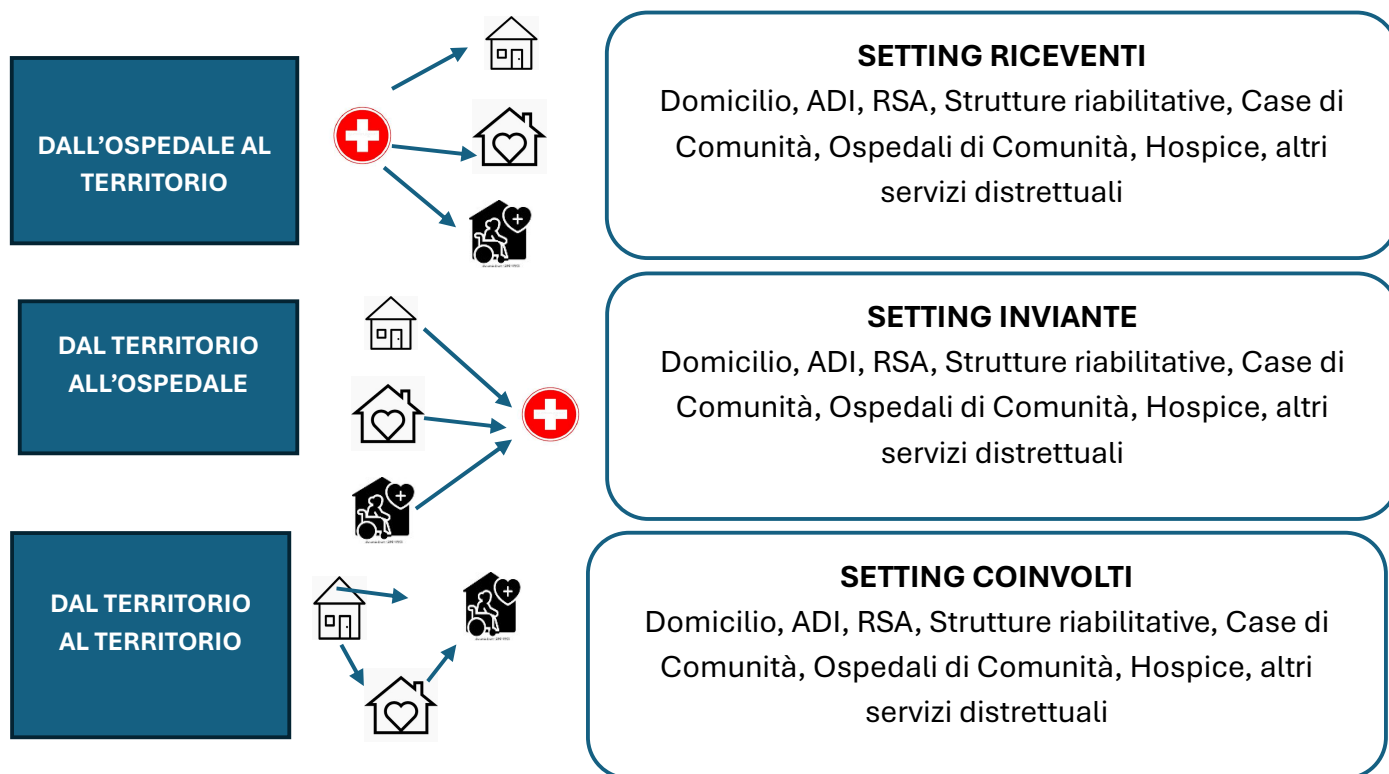 DALL’OSPEDALE AL
TERRITORIO
SETTING RICEVENTI
Domicilio, ADI, RSA, Strutture riabilitative, Case di
Comunità, Ospedali di Comunità, Hospice, altri
servizi distrettuali
DAL TERRITORIO
ALL’OSPEDALE
SETTING INVIANTE
Domicilio, ADI, RSA, Strutture riabilitative, Case di
Comunità, Ospedali di Comunità, Hospice, altri
servizi distrettuali
DAL TERRITORIO
AL TERRITORIO
SETTING COINVOLTI
Domicilio, ADI, RSA, Strutture riabilitative, Case di
Comunità, Ospedali di Comunità, Hospice, altri
servizi distrettuali